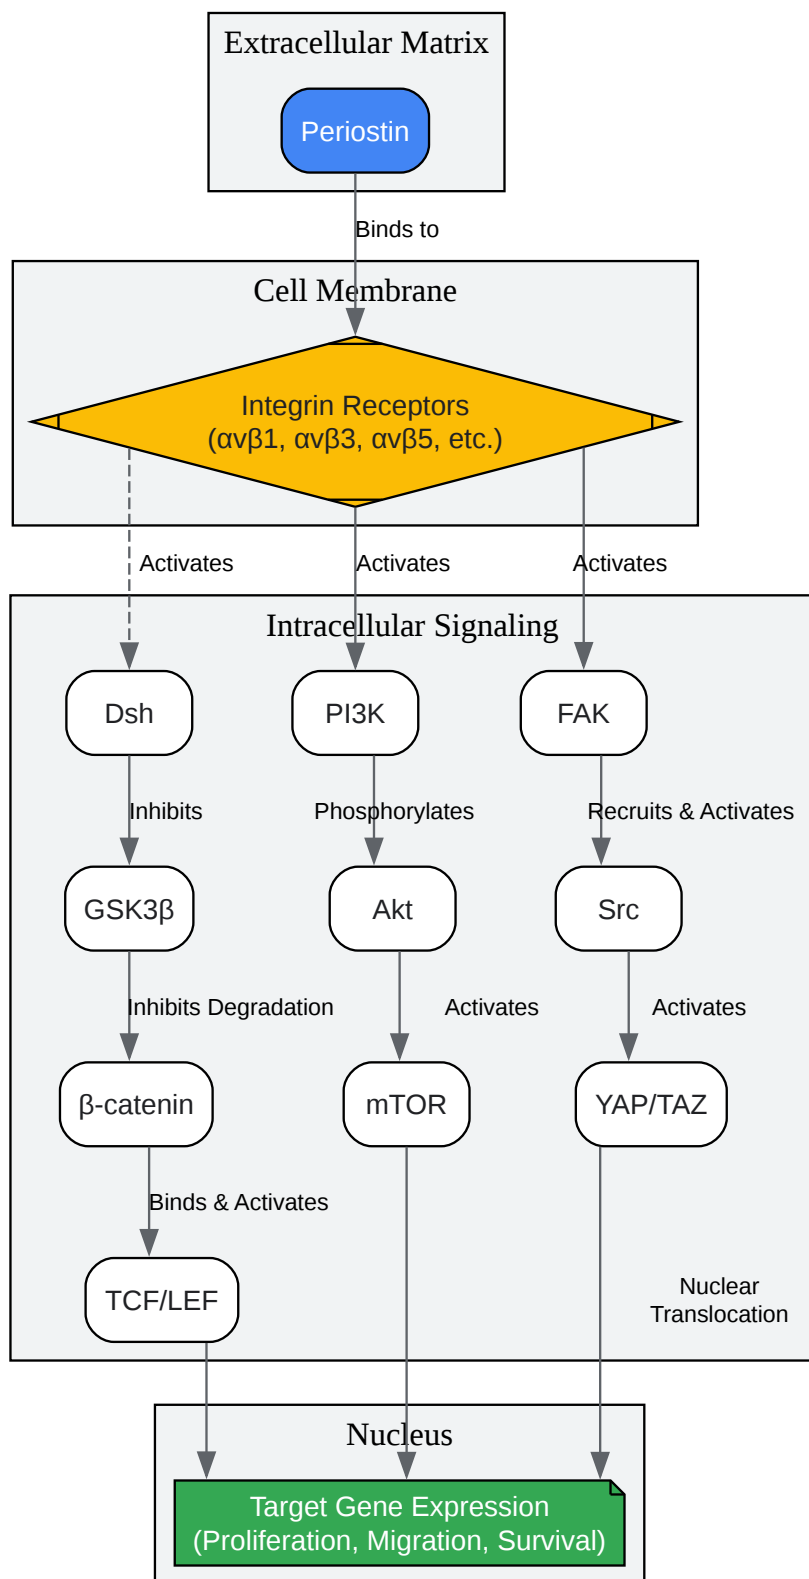 Extracellular Matrix
Periostin
Binds to
Cell Membrane
Integrin Receptors
(αvβ1, αvβ3, αvβ5, etc.)
Activates
Activates
Activates
Intracellular Signaling
Dsh
PI3K
FAK
Inhibits
Phosphorylates
Recruits & Activates
GSK3β
Akt
Src
Inhibits Degradation
Activates
Activates
β-catenin
mTOR
YAP/TAZ
Binds & Activates
TCF/LEF
Nuclear
Translocation
Nucleus
Target Gene Expression
(Proliferation, Migration, Survival)